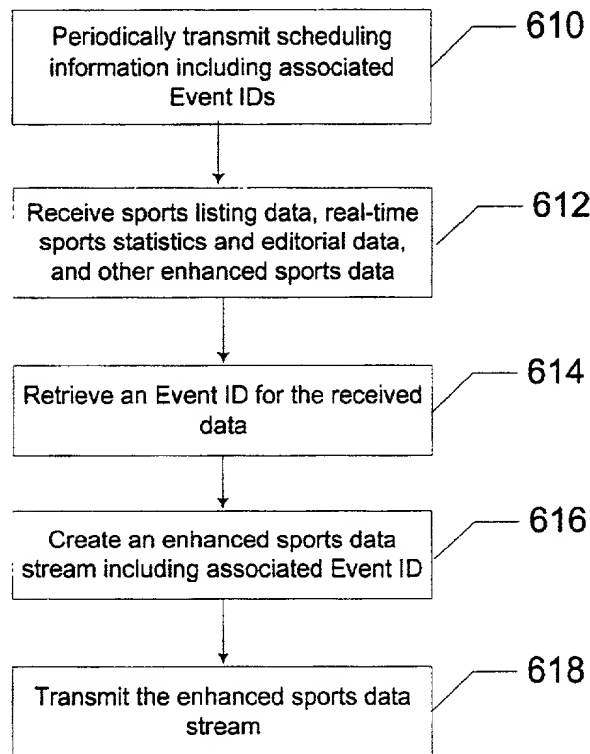 Periodically transmit scheduling
information including associated
Event IDs
610
Receive sports listing data, real-time
sports statistics and editorial data,
and other enhanced sports data
612
Retrieve an Event ID for the received
data
614
Create an enhanced sports data
stream including associated Event ID
616
Transmit the enhanced sports data
stream
618